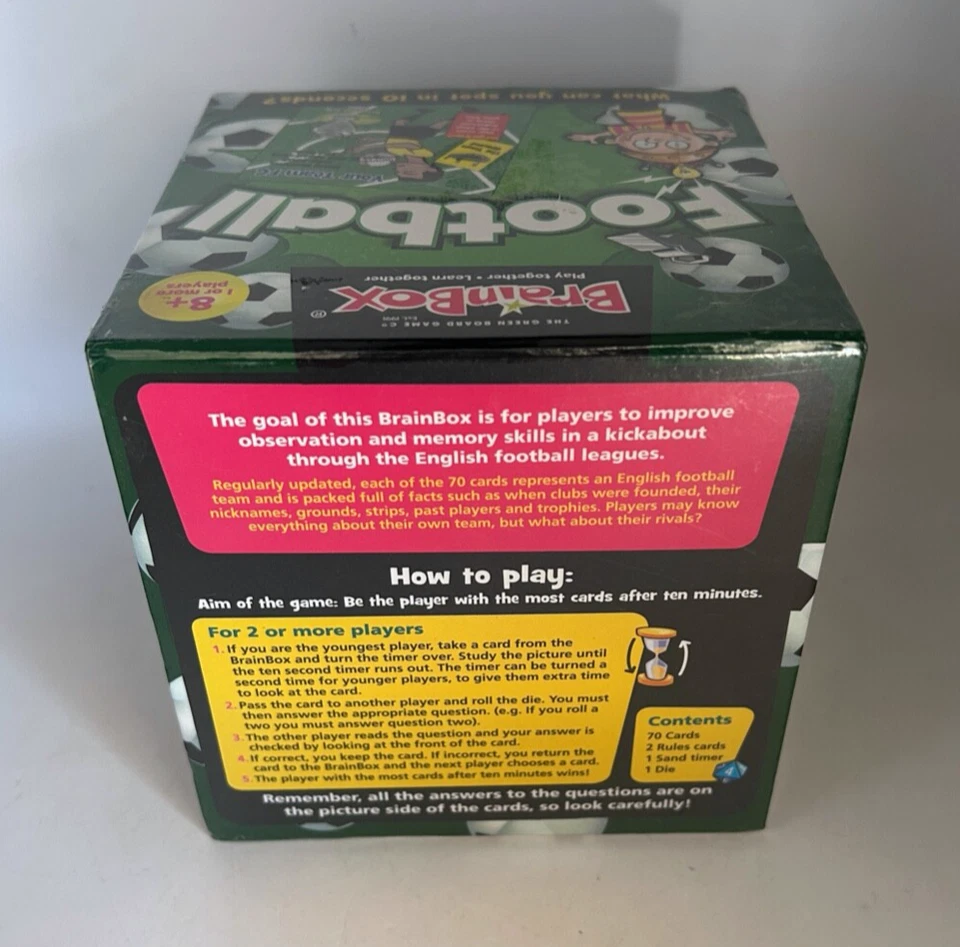 What can you spot in 10 seconds?
Your Team FC
Football
8+
1 or more
players
Play together • Learn together
BrainBox®
THE GREEN BOARD GAME Cº
Est. 1991
The goal of this BrainBox is for players to improve
observation and memory skills in a kickabout
through the English football leagues.
Regularly updated, each of the 70 cards represents an English football
team and is packed full of facts such as when clubs were founded, their
nicknames, grounds, strips, past players and trophies. Players may know
everything about their own team, but what about their rivals?
How to play:
Aim of the game: Be the player with the most cards after ten minutes.
For 2 or more players
1. If you are the youngest player, take a card from the
BrainBox and turn the timer over. Study the picture until
the ten second timer runs out. The timer can be turned a
second time for younger players, to give them extra time
to look at the card.
2. Pass the card to another player and roll the die. You must
then answer the appropriate question. (e.g. If you roll a
two you must answer question two).
3. The other player reads the question and your answer is
checked by looking at the front of the card.
4. If correct, you keep the card. If incorrect, you return the
card to the BrainBox and the next player chooses a card.
5. The player with the most cards after ten minutes wins!
Contents
70 Cards
2 Rules cards
1 Sand timer
1 Die
Remember, all the answers to the questions are on
the picture side of the cards, so look carefully!